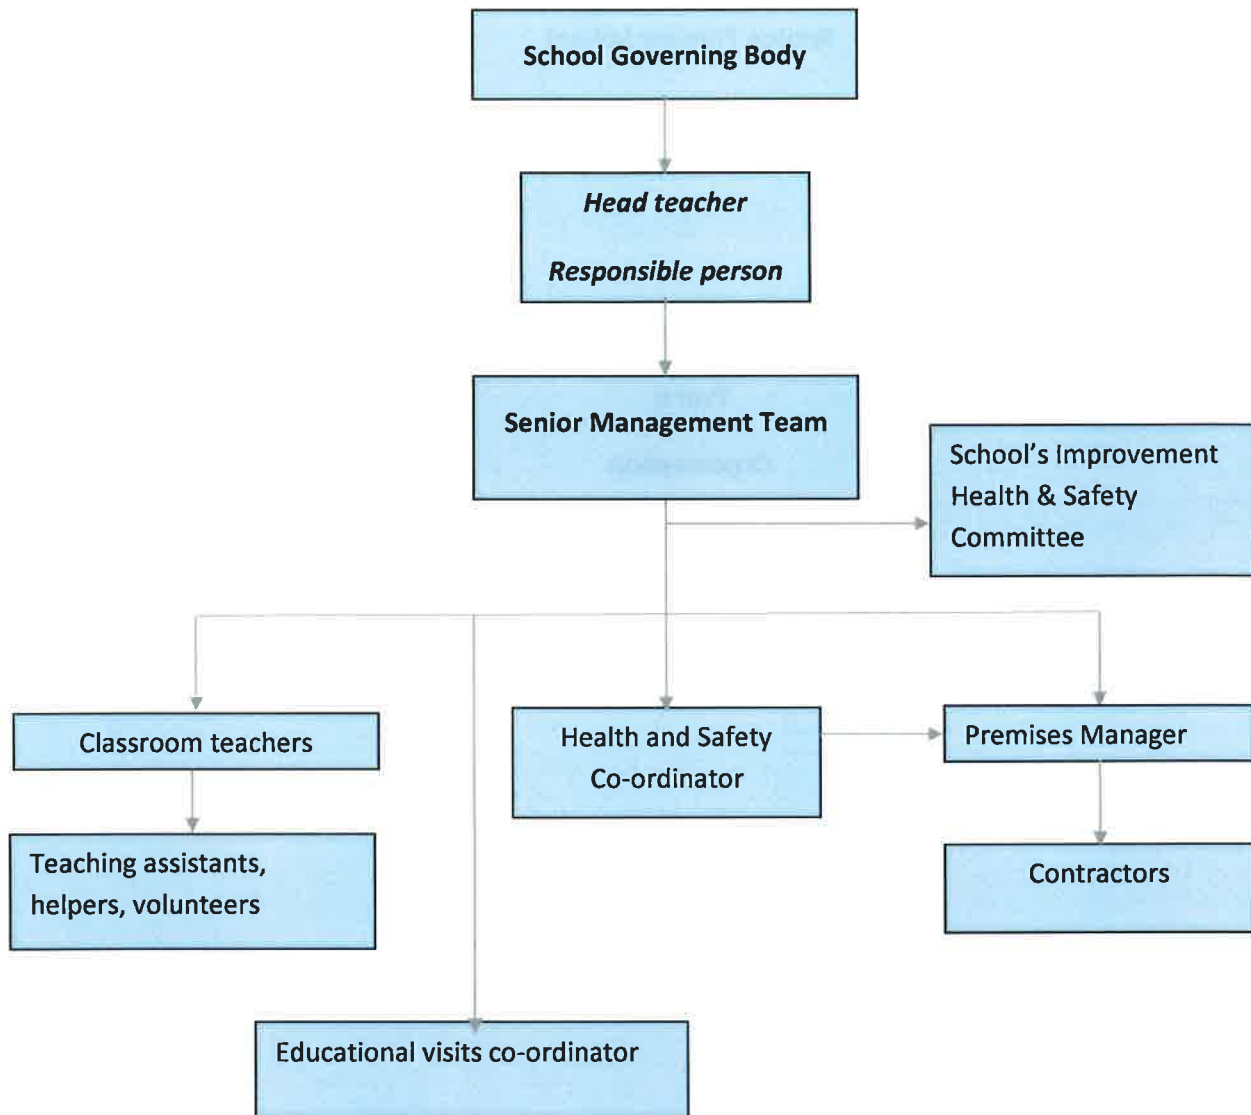 School Governing Body
Head teacher
Responsible person
Senior Management Team
School's Improvement
Health & Safety
Committee
Classroom teachers
Health and Safety
Co-ordinator
Premises Manager
Teaching assistants,
helpers, volunteers
Contractors
Educational visits co-ordinator